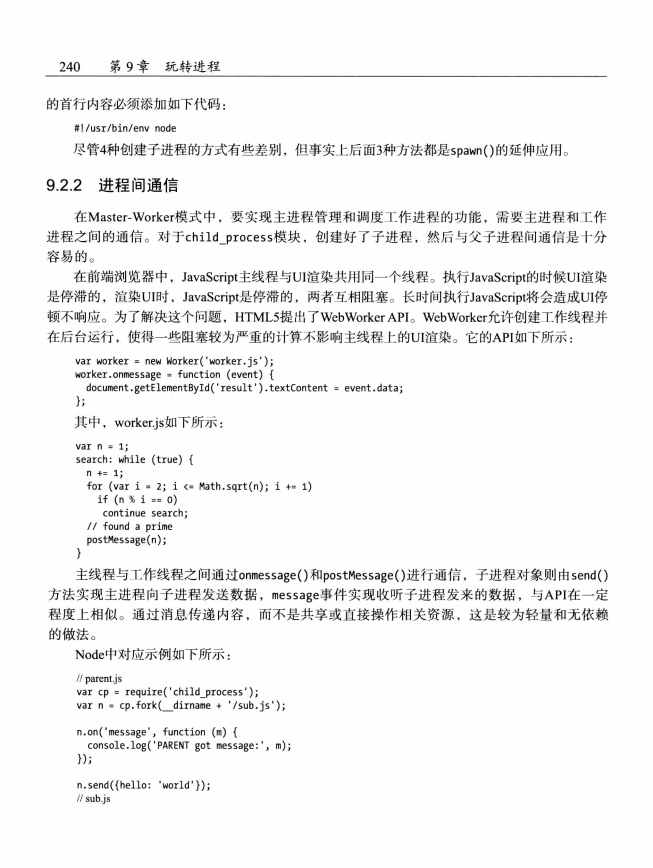 240 第 9 章 玩转进程
的首行内容必须添加如下代码：
#!/usr/bin/env node
尽管4种创建子进程的方式有些差别，但事实上后面3种方法都是spawn()的延伸应用。
9.2.2 进程间通信
在Master-Worker模式中，要实现主进程管理和调度工作进程的功能，需要主进程和工作
进程之间的通信。对于child_process模块，创建好了子进程，然后与父子进程间通信是十分
容易的。
在前端浏览器中，JavaScript主线程与UI渲染共用同一个线程。执行JavaScript的时候UI渲染
是停滞的，渲染UI时，JavaScript是停滞的，两者互相阻塞。长时间执行JavaScript将会造成UI停
顿不响应。为了解决这个问题，HTML5提出了WebWorker API。WebWorker允许创建工作线程并
在后台运行，使得一些阻塞较为严重的计算不影响主线程上的UI渲染。它的API如下所示：
var worker = new Worker('worker.js');
worker.onmessage = function (event) {
document.getElementById('result').textContent = event.data;
};
其中，worker.js如下所示：
var n = 1;
search: while (true) {
n += 1;
for (var i = 2; i <= Math.sqrt(n); i += 1)
if (n % i == 0)
continue search;
// found a prime
postMessage(n);
}
主线程与工作线程之间通过onmessage()和postMessage()进行通信，子进程对象则由send()
方法实现主进程向子进程发送数据，message事件实现收听子进程发来的数据，与API在一定
程度上相似。通过消息传递内容，而不是共享或直接操作相关资源，这是较为轻量和无依赖
的做法。
Node中对应示例如下所示：
// parent.js
var cp = require('child_process');
var n = cp.fork(__dirname + '/sub.js');
n.on('message', function (m) {
console.log('PARENT got message:', m);
});
n.send({hello: 'world'});
// sub.js